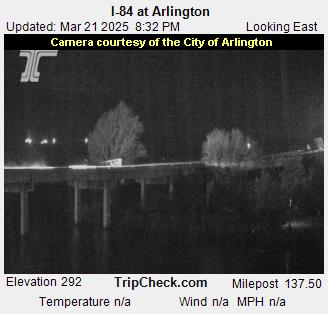 I-84 at Arlington
Updated: Mar 21 2025 8:32 PM Looking East
Camera courtesy of the City of Arlington
Elevation 292 TripCheck.com Milepost 137.50
Temperature n/a Wind n/a MPH n/a